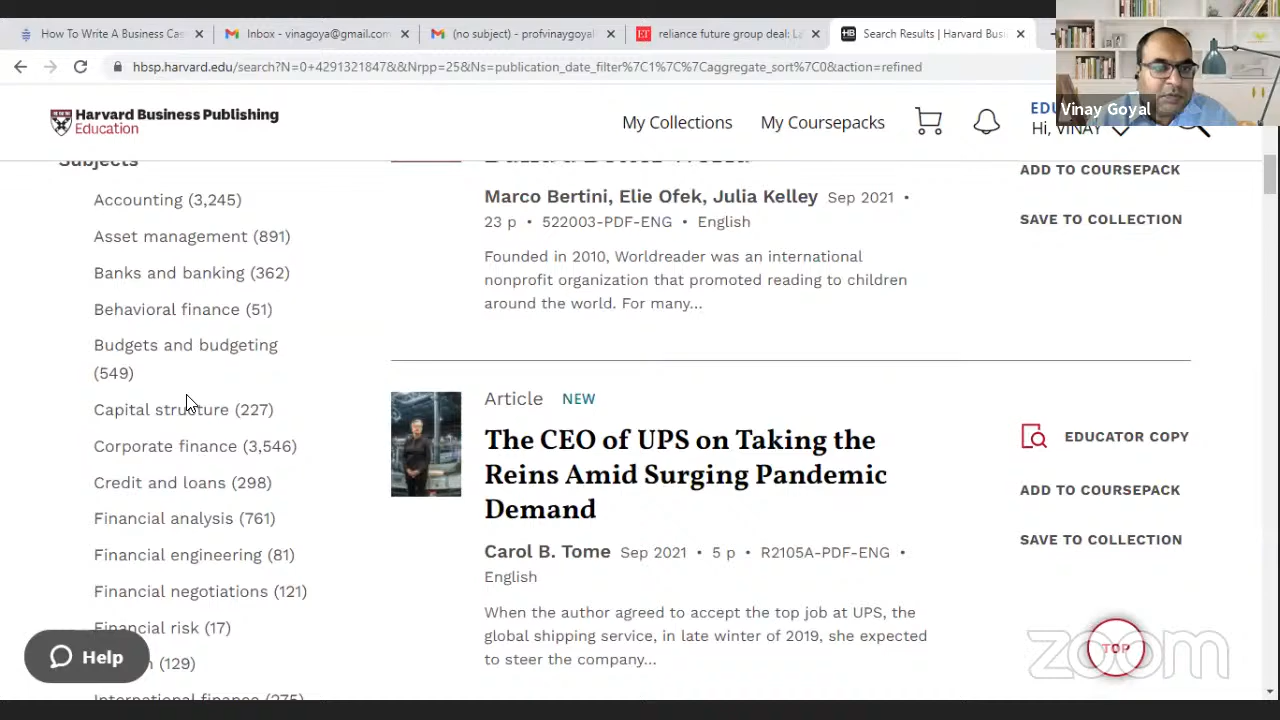 How To Write A Business Cas
Inbox - vinagoya@gmail.com
(no subject) - profvinaygoyal
reliance future group deal: L
Search Results | Harvard Busi
hbsp.harvard.edu/search?N=0+4291321847&&Nrpp=25&Ns=publication_date_filter%7C1%7C%7Caggregate_sort%7C0&action=refined
Vinay Goyal
Harvard Business Publishing
Education
My Collections
My Coursepacks
EDU
Hi, VINAY
Subjects
Accounting (3,245)
Asset management (891)
Banks and banking (362)
Behavioral finance (51)
Budgets and budgeting
(549)
Capital structure (227)
Corporate finance (3,546)
Credit and loans (298)
Financial analysis (761)
Financial engineering (81)
Financial negotiations (121)
Financial risk (17)
(129)
International finance (275)
Help
Build a Better World
Marco Bertini, Elie Ofek, Julia Kelley Sep 2021 •
23 p • 522003-PDF-ENG • English
Founded in 2010, Worldreader was an international
nonprofit organization that promoted reading to children
around the world. For many...
ADD TO COURSEPACK
SAVE TO COLLECTION
Article NEW
The CEO of UPS on Taking the
Reins Amid Surging Pandemic
Demand
Carol B. Tome Sep 2021 • 5 p • R2105A-PDF-ENG •
English
When the author agreed to accept the top job at UPS, the
global shipping service, in late winter of 2019, she expected
to steer the company...
EDUCATOR COPY
ADD TO COURSEPACK
SAVE TO COLLECTION
TOP
zoom